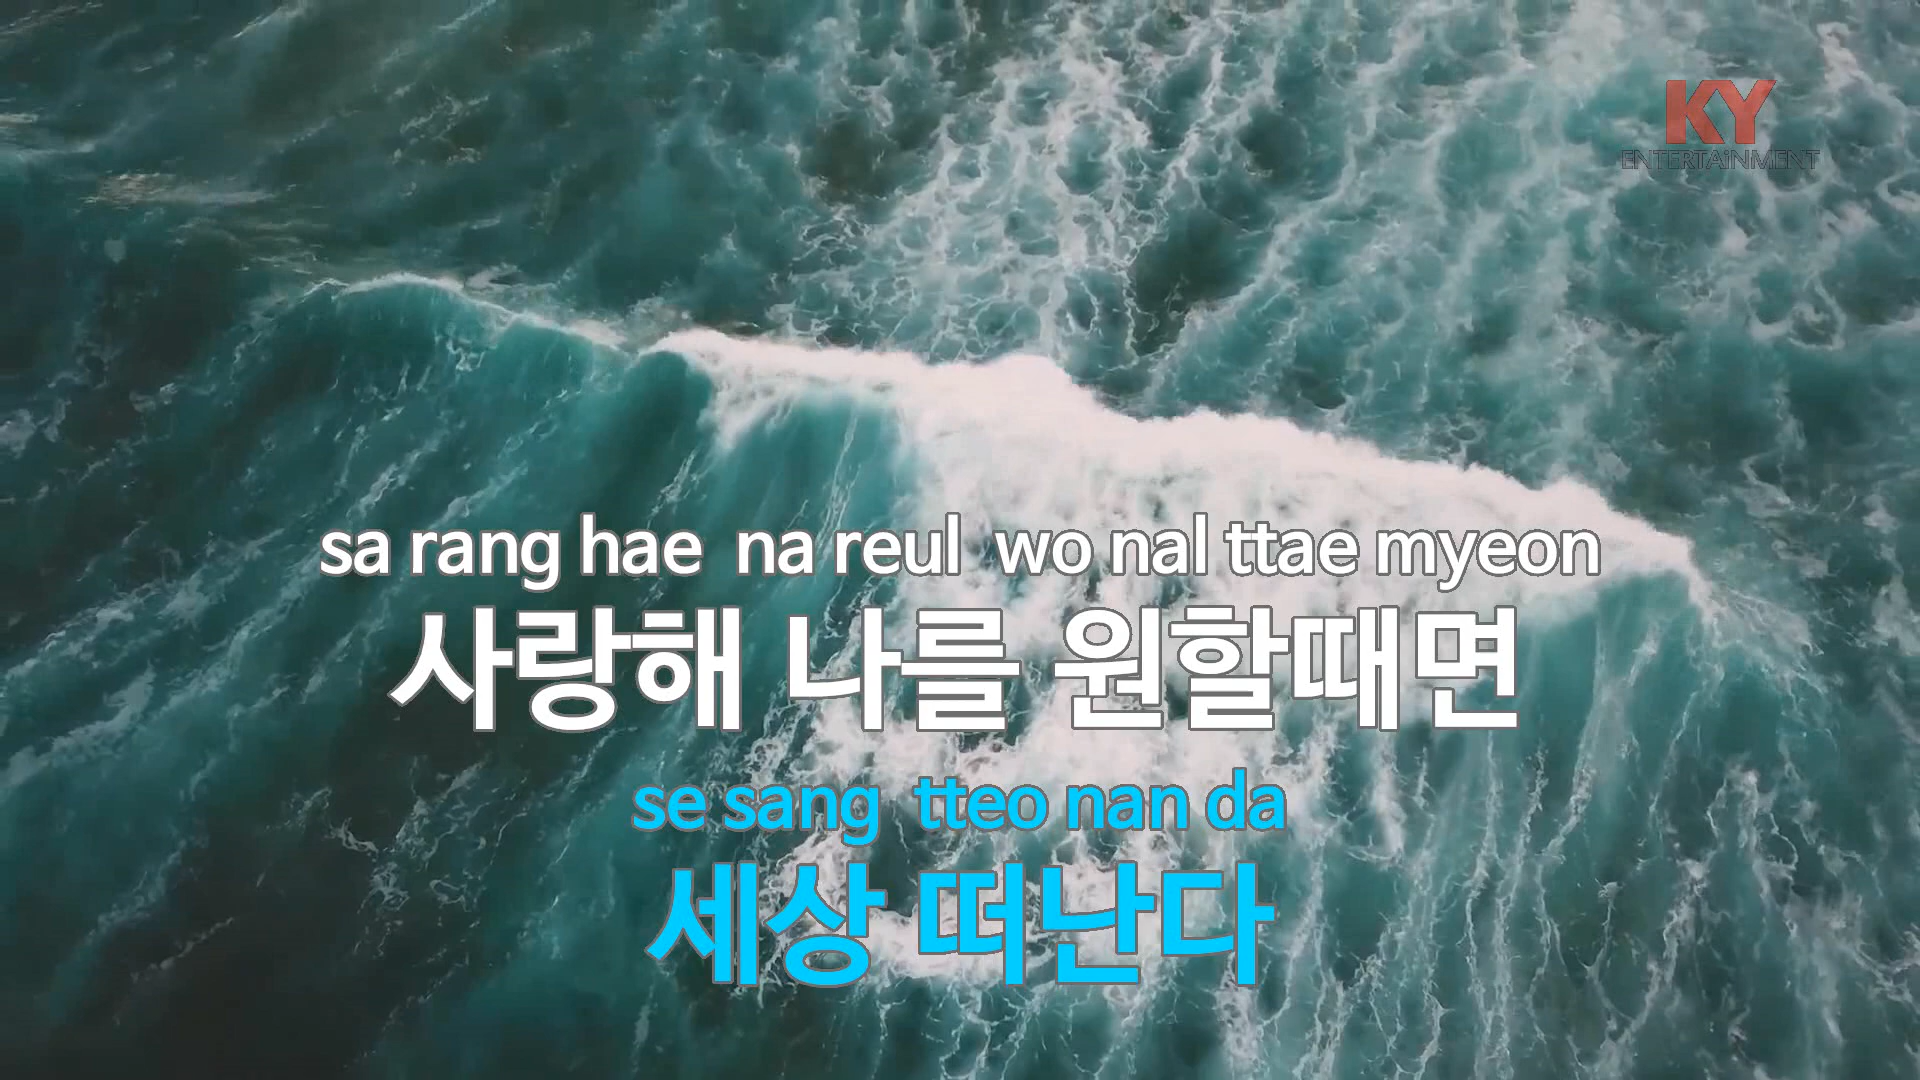 KY
ENTERTAiNMENT
sa rang hae na reul wo nal ttae myeon
사랑해 나를 원할때면
se sang tteo nan da
세상 떠난다